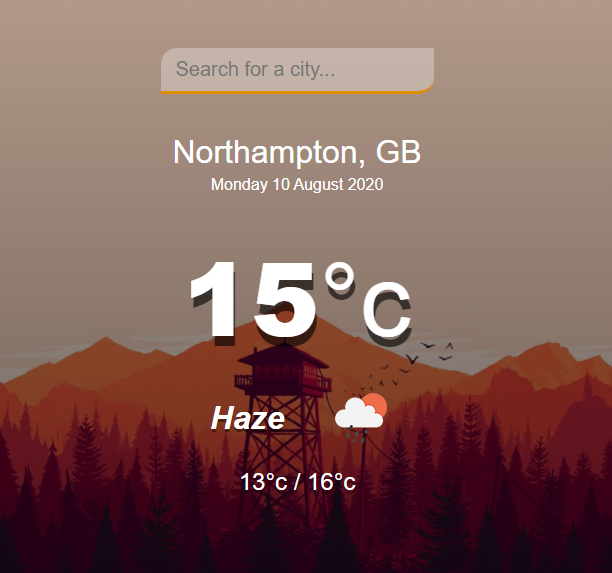 Search for a city...
Northampton, GB
Monday 10 August 2020
15°c
Haze
13°c / 16°c